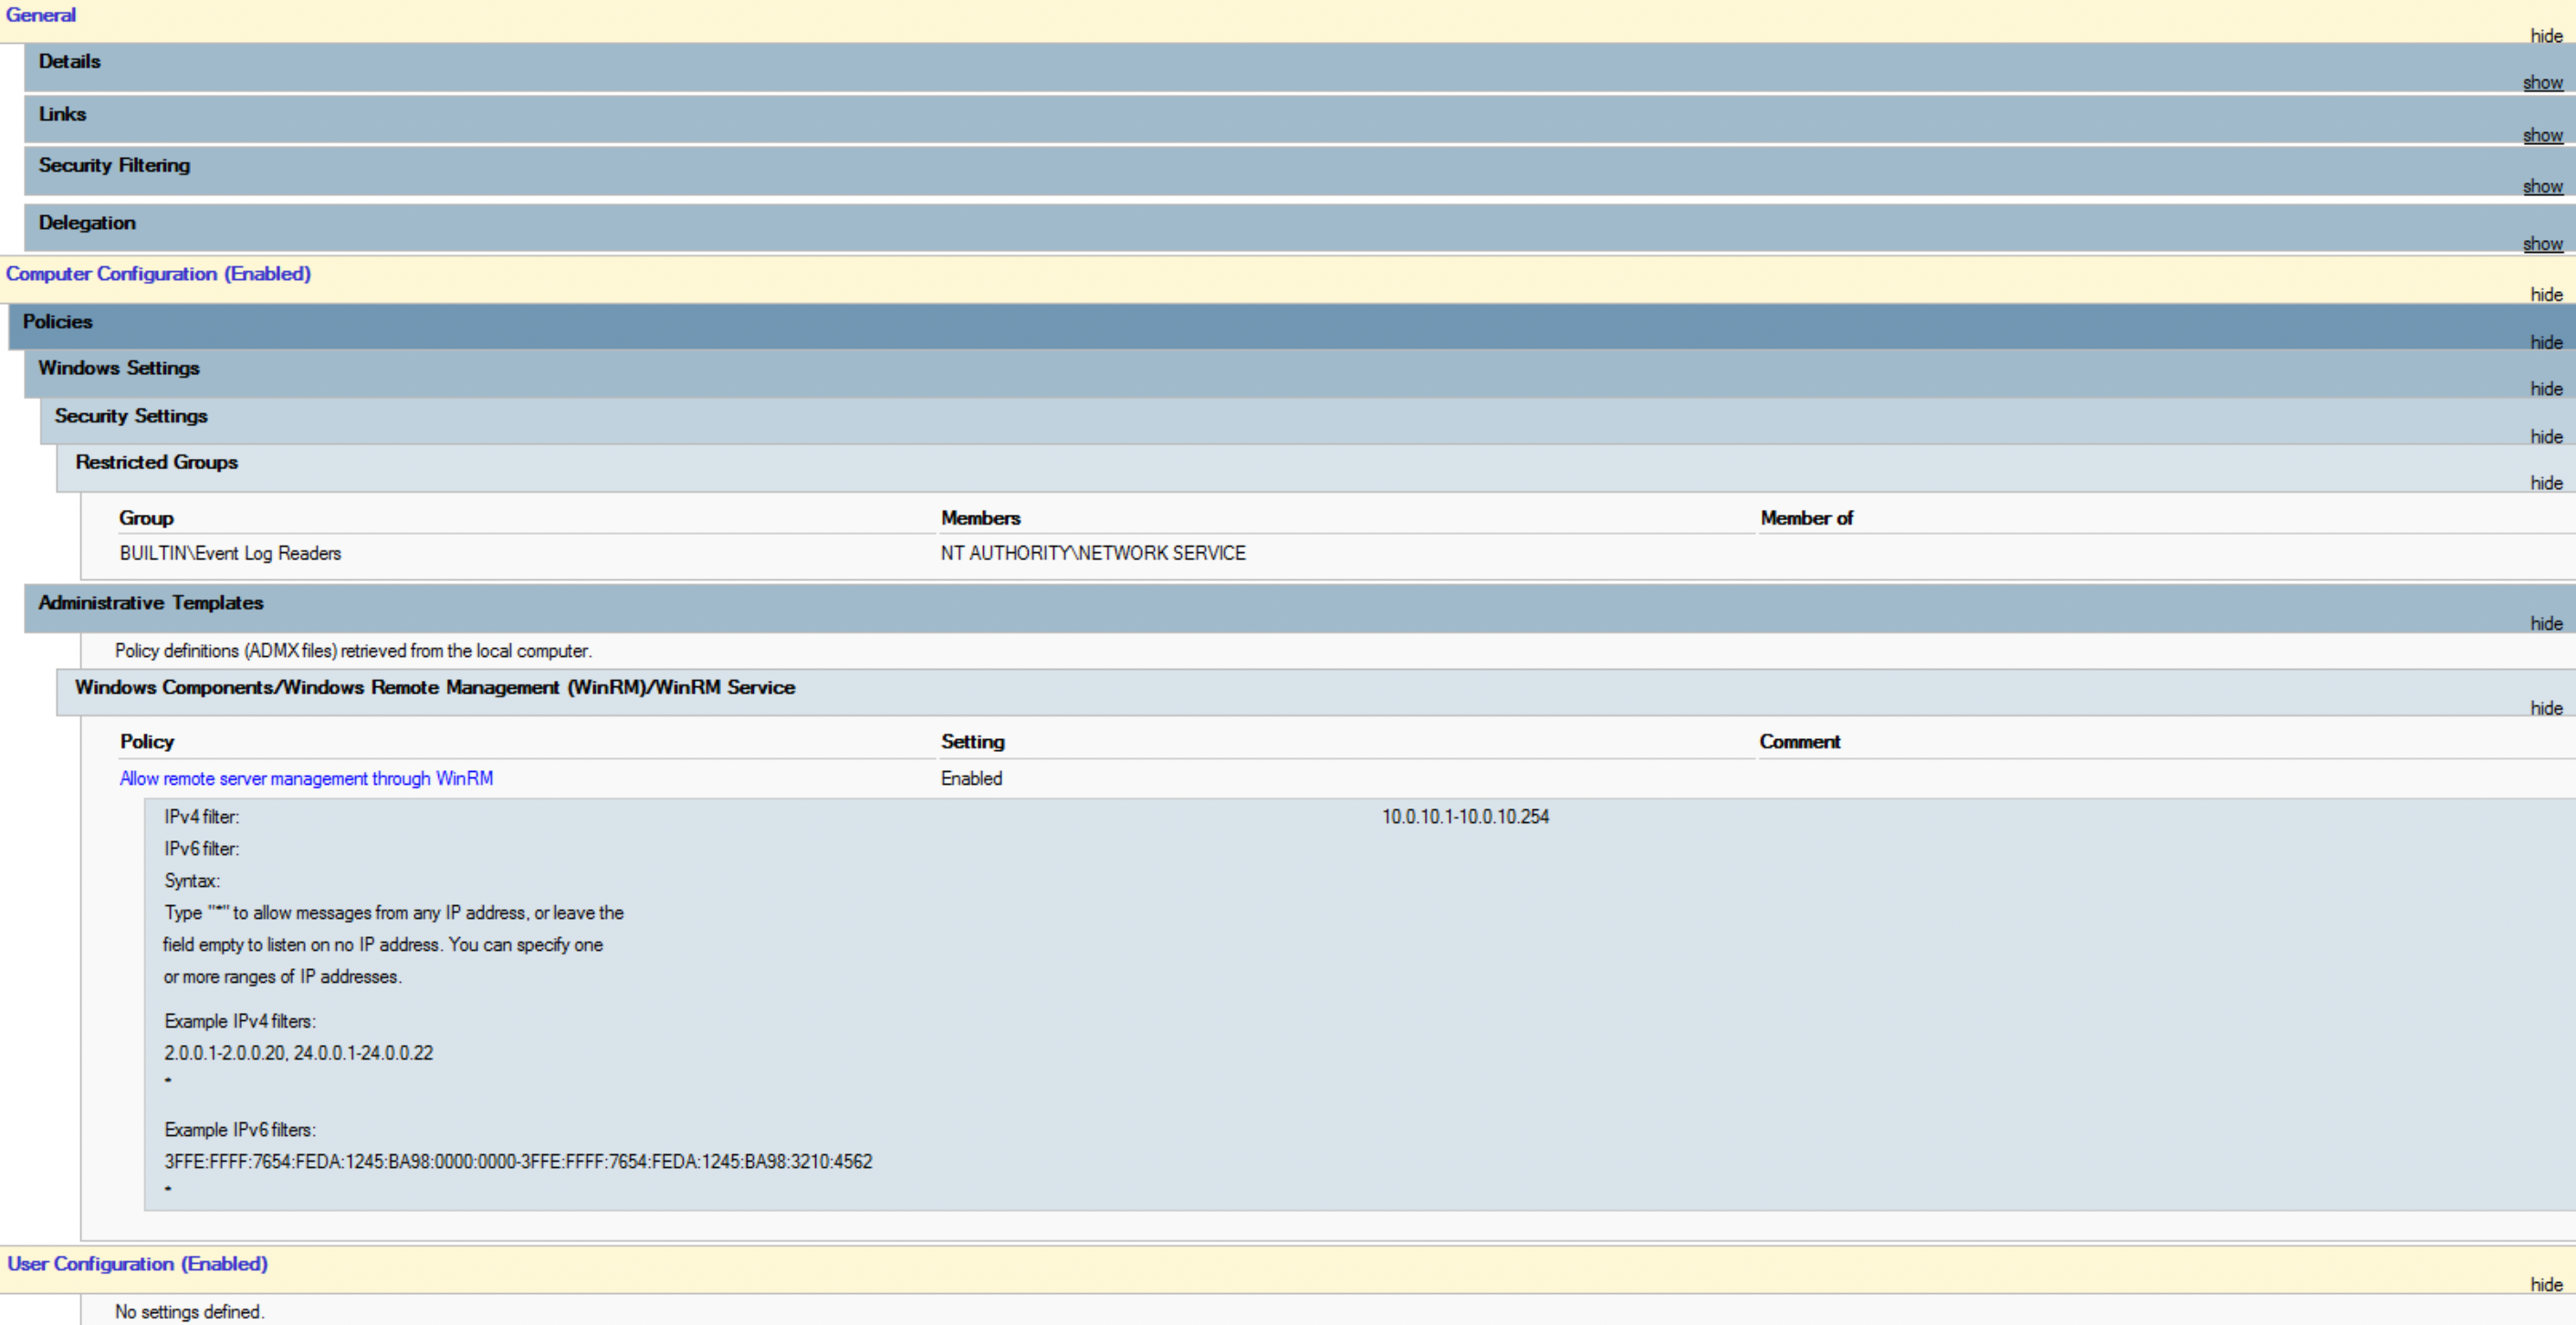 General
hide
Details
show
Links
show
Security Filtering
show
Delegation
show
Computer Configuration (Enabled)
hide
Policies
hide
Windows Settings
hide
Security Settings
hide
Restricted Groups
hide
Group Members Member of
BUILTIN\Event Log Readers NT AUTHORITY\NETWORK SERVICE
Administrative Templates
hide
Policy definitions (ADMX files) retrieved from the local computer.
Windows Components/Windows Remote Management (WinRM)/WinRM Service
hide
Policy Setting Comment
Allow remote server management through WinRM Enabled
IPv4 filter: 10.0.10.1-10.0.10.254
IPv6 filter:
Syntax:
Type "*" to allow messages from any IP address, or leave the
field empty to listen on no IP address. You can specify one
or more ranges of IP addresses.
Example IPv4 filters:
2.0.0.1-2.0.0.20, 24.0.0.1-24.0.0.22
*
Example IPv6 filters:
3FFE:FFFF:7654:FEDA:1245:BA98:0000:0000-3FFE:FFFF:7654:FEDA:1245:BA98:3210:4562
*
User Configuration (Enabled)
hide
No settings defined.